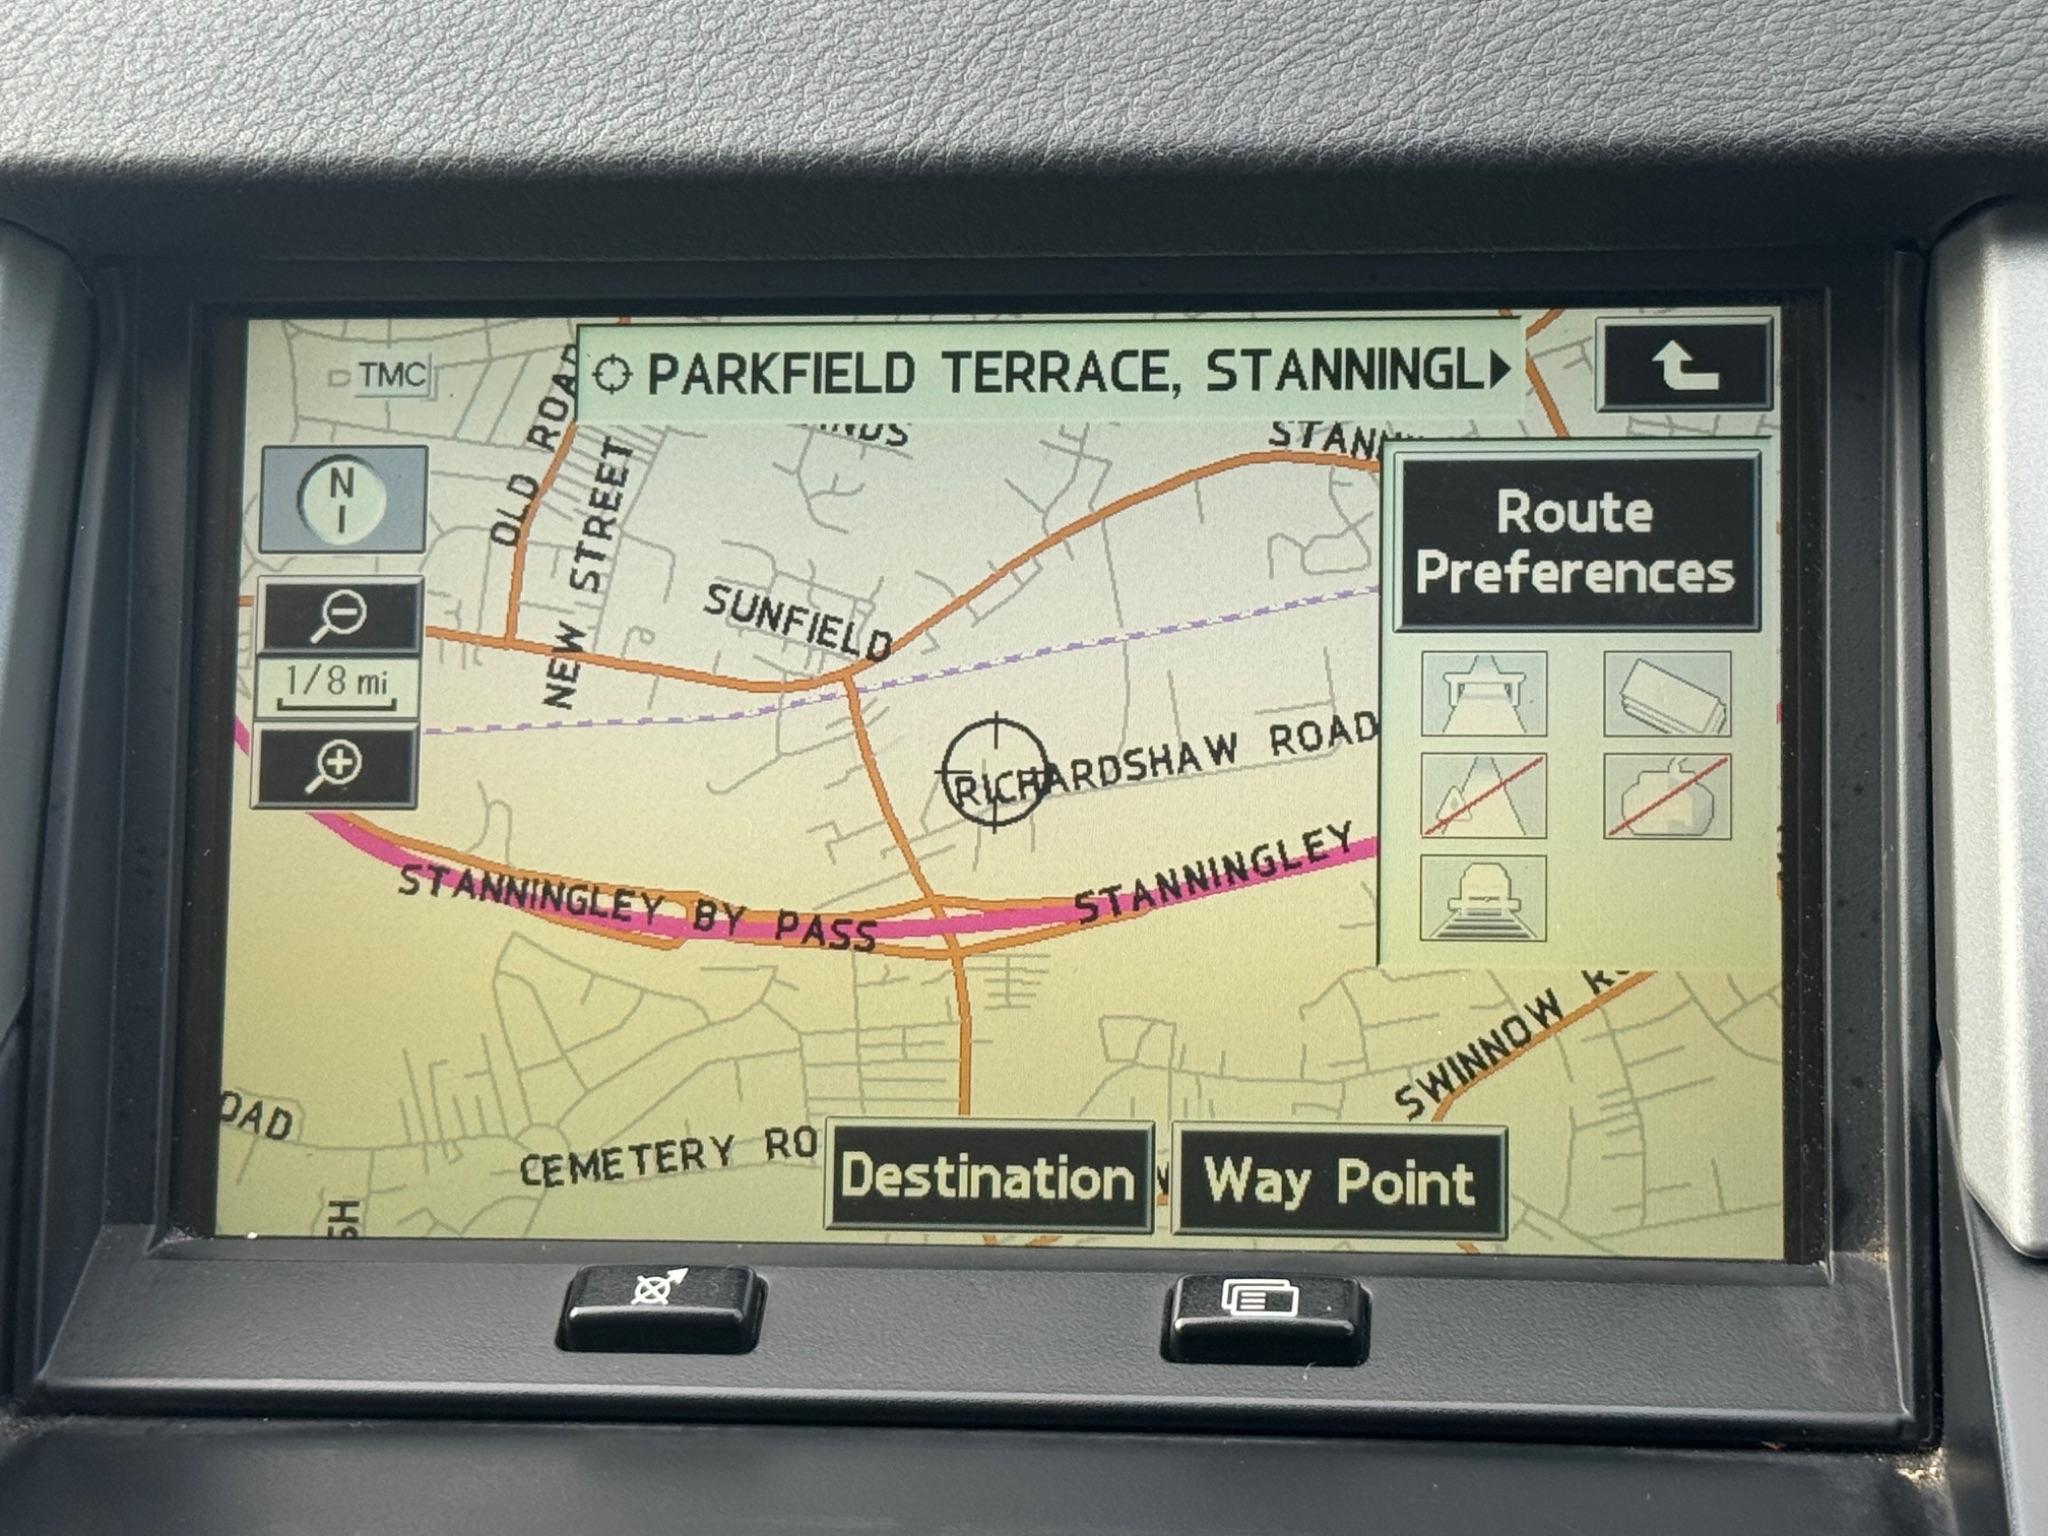 PARKFIELD TERRACE, STANNINGL
TMC
N
1/8 mi
OLD ROAD
NEW STREET
SUNFIELD
Route
Preferences
RICHARDSHAW ROAD
STANNINGLEY BY PASS
STANNINGLEY
SWINNOW
OAD
CEMETERY RO
Destination
Way Point